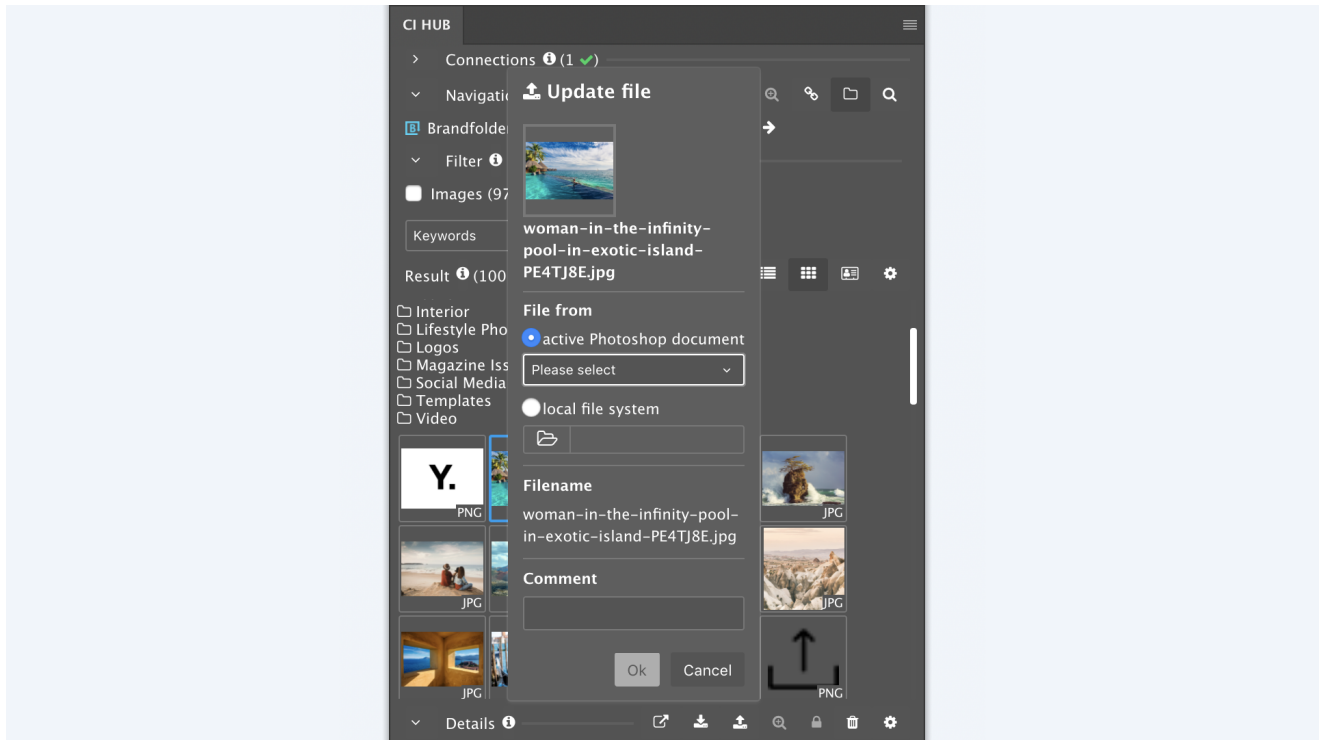 CI HUB
Connections (1 ✔)
Update file
Brandfolder
Filter
Images (97
Keywords
Result (100
woman-in-the-infinity-
pool-in-exotic-island-
PE4TJ8E.jpg
File from
active Photoshop document
Please select
local file system
Interior
Lifestyle Pho
Logos
Magazine Iss
Social Media
Templates
Video
Y.
PNG
JPG
JPG
JPG
JPG
PNG
Filename
woman-in-the-infinity-pool-
in-exotic-island-PE4TJ8E.jpg
Comment
Ok
Cancel
Details